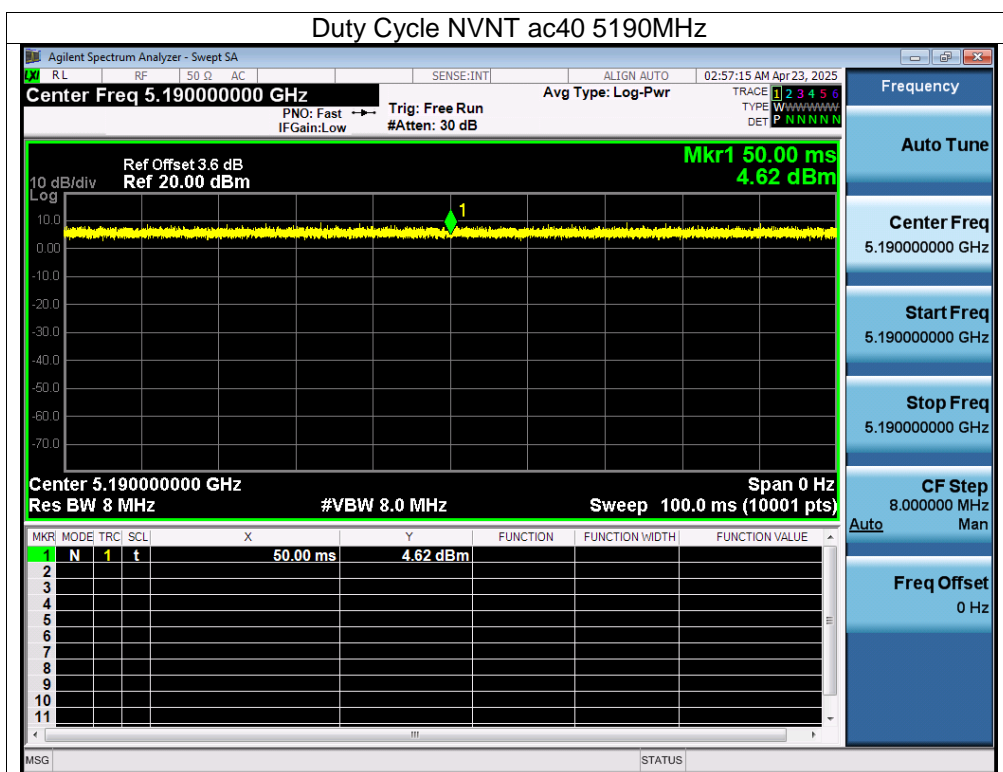 Duty Cycle NVNT ac40 5190MHz
Agilent Spectrum Analyzer - Swept SA
LXI RL RF 50 Ω AC SENSE:INT ALIGN AUTO 02:57:15 AM Apr 23, 2025
Center Freq 5.190000000 GHz
PNO: Fast
IFGain:Low
Trig: Free Run
#Atten: 30 dB
Avg Type: Log-Pwr
TRACE 1 2 3 4 5 6
TYPE WWWWWW
DET P N N N N N
Mkr1 50.00 ms
4.62 dBm
Ref Offset 3.6 dB
10 dB/div Ref 20.00 dBm
Log
10.0
0.00
-10.0
-20.0
-30.0
-40.0
-50.0
-60.0
-70.0
1
Center 5.190000000 GHz Span 0 Hz
Res BW 8 MHz #VBW 8.0 MHz Sweep 100.0 ms (10001 pts)
MKR MODE TRC SCL X Y FUNCTION FUNCTION WIDTH FUNCTION VALUE
1 N 1 t 50.00 ms 4.62 dBm
2
3
4
5
6
7
8
9
10
11
MSG STATUS
Frequency
Auto Tune
Center Freq
5.190000000 GHz
Start Freq
5.190000000 GHz
Stop Freq
5.190000000 GHz
CF Step
8.000000 MHz
Auto Man
Freq Offset
0 Hz